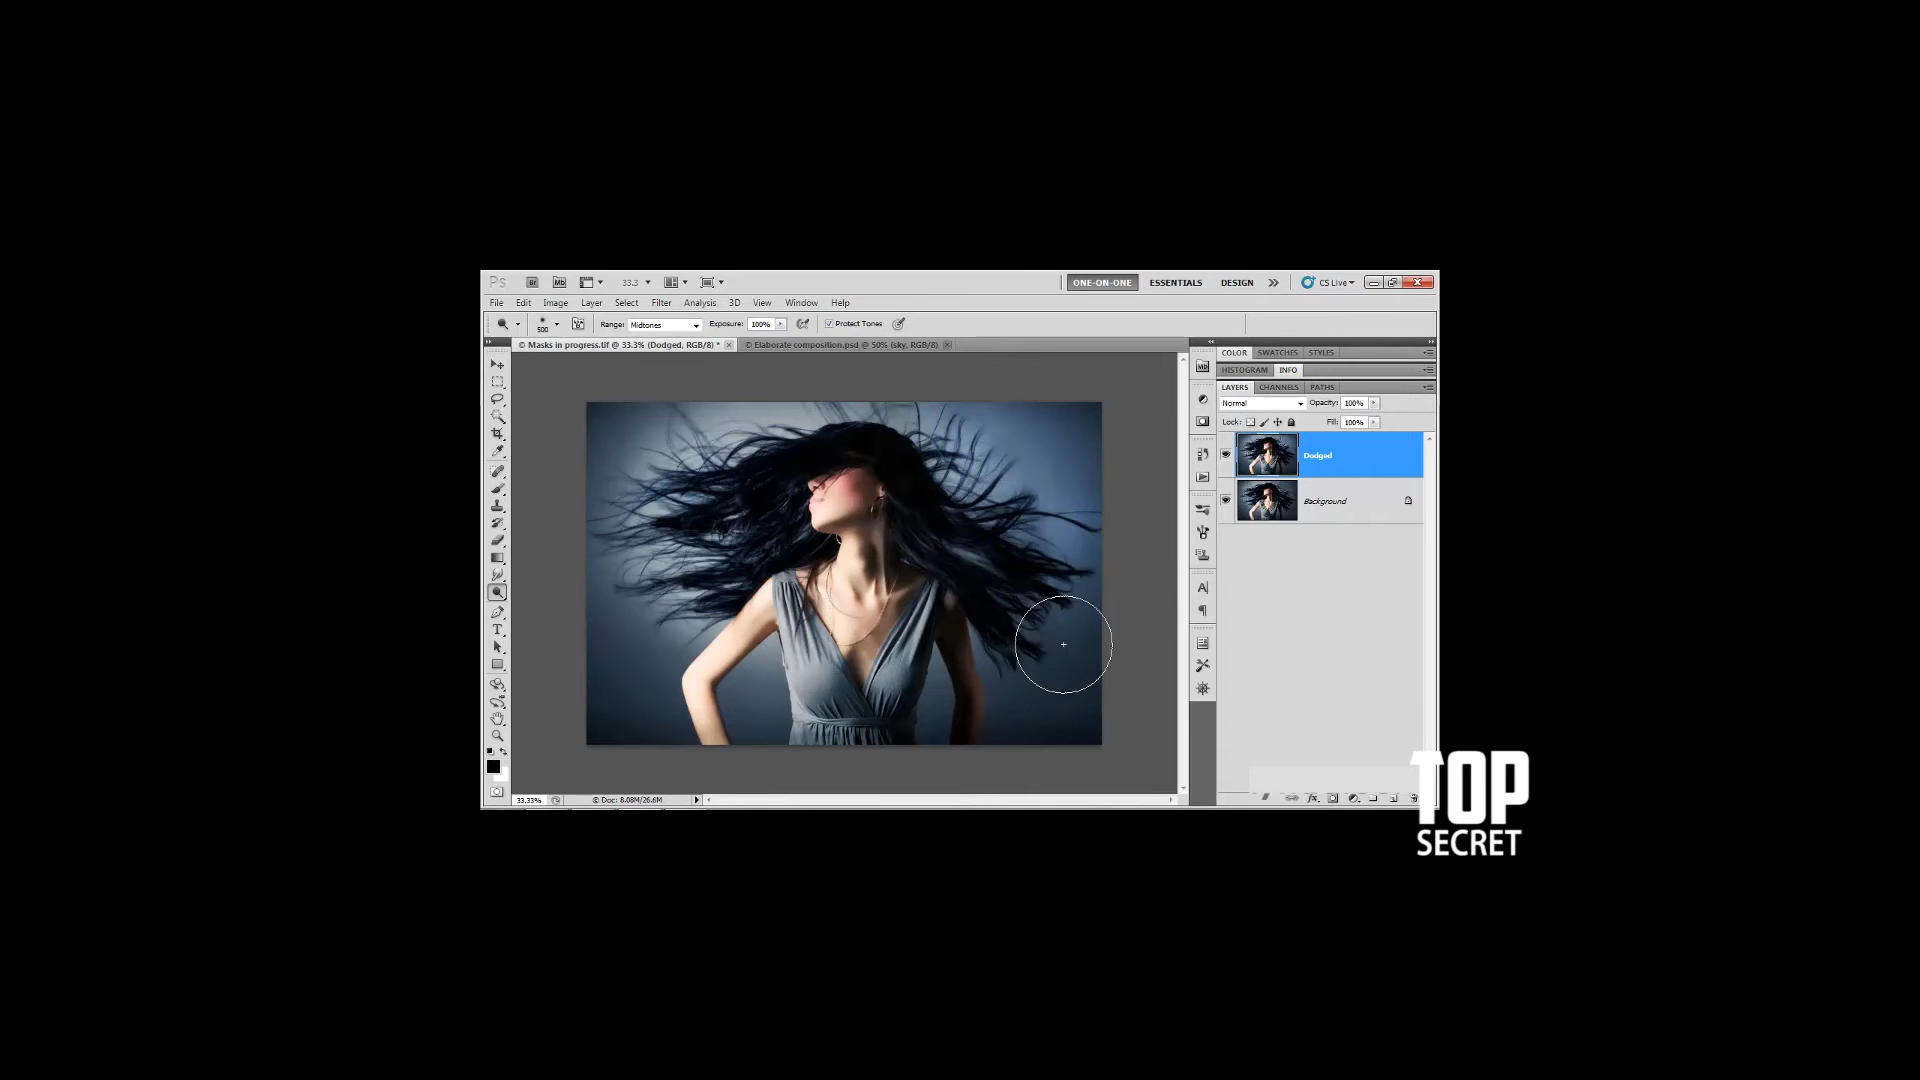 Ps Br Mb 33.3 ONE-ON-ONE ESSENTIALS DESIGN CS Live
File Edit Image Layer Select Filter Analysis 3D View Window Help
500 Range: Midtones Exposure: 100% Protect Tones
© Masks in progress.tif @ 33.3% (Dodged, RGB/8) *
© Elaborate composition.psd @ 50% (sky, RGB/8)
COLOR SWATCHES STYLES
HISTOGRAM INFO
LAYERS CHANNELS PATHS
Normal Opacity: 100%
Lock: Fill: 100%
Dodged
Background
33.33% © Doc: 8.08M/26.6M
TOP
SECRET